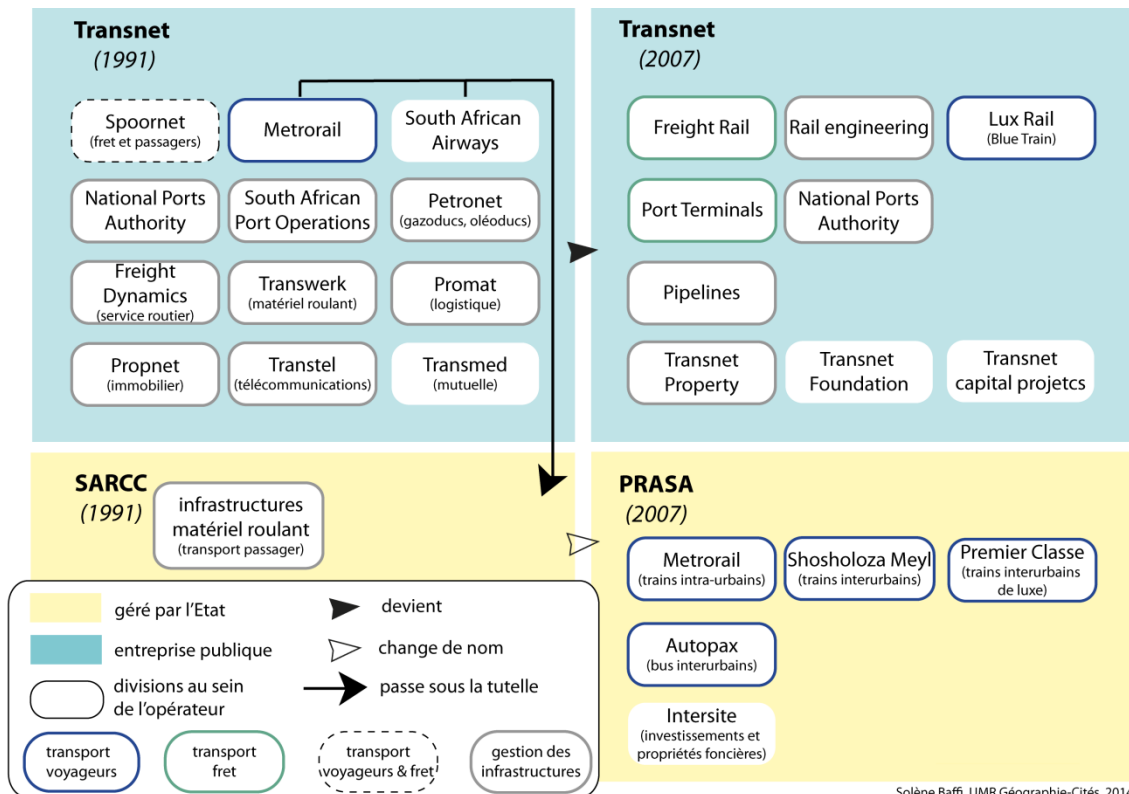 Transnet
(1991)
Spoornet
(fret et passagers)
Metrorail
South African
Airways
National Ports
Authority
South African
Port Operations
Petronet
(gazoducs, oléoducs)
Freight
Dynamics
(service routier)
Transwerk
(matériel roulant)
Promat
(logistique)
Propnet
(immobilier)
Transtel
(télécommunications)
Transmed
(mutuelle)
Transnet
(2007)
Freight Rail
Rail engineering
Lux Rail
(Blue Train)
Port Terminals
National Ports
Authority
Pipelines
Transnet
Property
Transnet
Foundation
Transnet
capital projetcs
SARCC
(1991)
infrastructures
matériel roulant
(transport passager)
PRASA
(2007)
Metrorail
(trains intra-urbains)
Shosholoza Meyl
(trains interurbains)
Premier Classe
(trains interurbains
de luxe)
Autopax
(bus interurbains)
Intersite
(investissements et
propriétés foncières)
géré par l'Etat
entreprise publique
divisions au sein
de l'opérateur
devient
change de nom
passe sous la tutelle
transport
voyageurs
transport
fret
transport
voyageurs & fret
gestion des
infrastructures
Solène Baffi, UMR Géographie-Cités, 2014